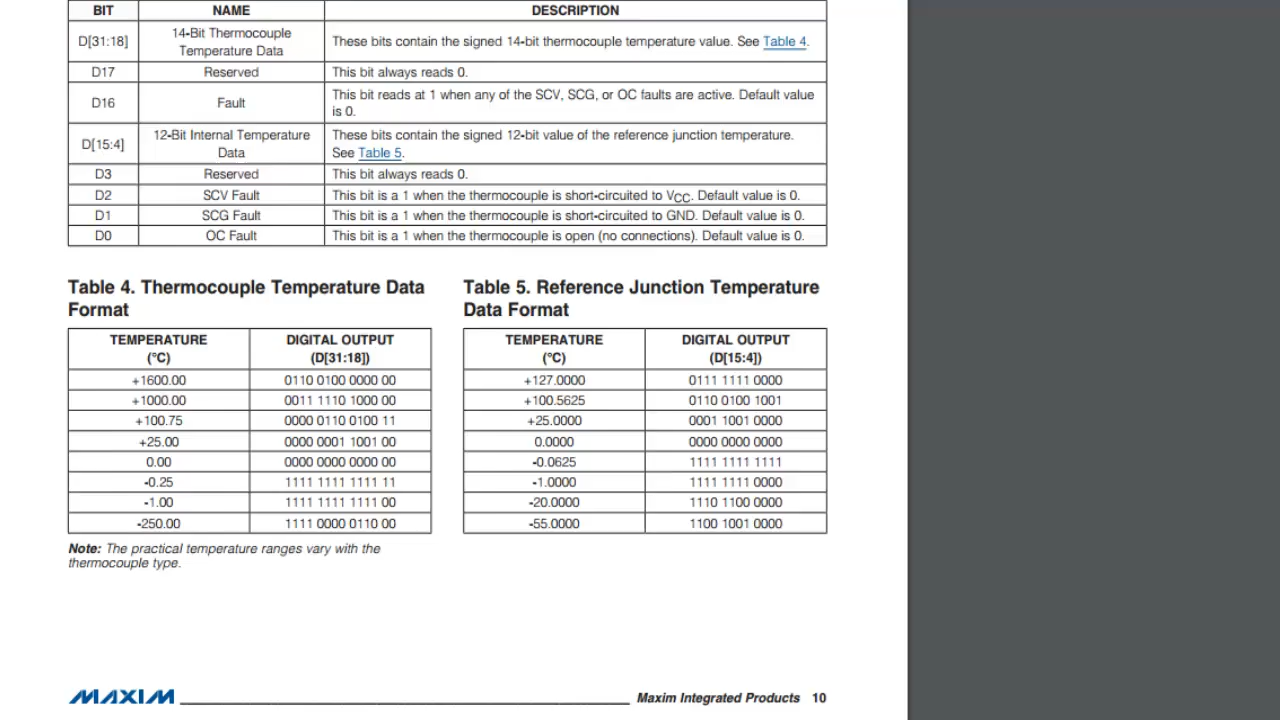 BIT NAME DESCRIPTION
D[31:18] 14-Bit Thermocouple Temperature Data These bits contain the signed 14-bit thermocouple temperature value. See Table 4.
D17 Reserved This bit always reads 0.
D16 Fault This bit reads at 1 when any of the SCV, SCG, or OC faults are active. Default value
is 0.
D[15:4] 12-Bit Internal Temperature Data These bits contain the signed 12-bit value of the reference junction temperature.
See Table 5.
D3 Reserved This bit always reads 0.
D2 SCV Fault This bit is a 1 when the thermocouple is short-circuited to VCC. Default value is 0.
D1 SCG Fault This bit is a 1 when the thermocouple is short-circuited to GND. Default value is 0.
D0 OC Fault This bit is a 1 when the thermocouple is open (no connections). Default value is 0.
Table 4. Thermocouple Temperature Data
Format
TEMPERATURE (°C) DIGITAL OUTPUT (D[31:18])
+1600.00 0110 0100 0000 00
+1000.00 0011 1110 1000 00
+100.75 0000 0110 0100 11
+25.00 0000 0001 1001 00
0.00 0000 0000 0000 00
-0.25 1111 1111 1111 11
-1.00 1111 1111 1111 00
-250.00 1111 0000 0110 00
Note: The practical temperature ranges vary with the
thermocouple type.
Table 5. Reference Junction Temperature
Data Format
TEMPERATURE (°C) DIGITAL OUTPUT (D[15:4])
+127.0000 0111 1111 0000
+100.5625 0110 0100 1001
+25.0000 0001 1001 0000
0.0000 0000 0000 0000
-0.0625 1111 1111 1111
-1.0000 1111 1111 0000
-20.0000 1110 1100 0000
-55.0000 1100 1001 0000
MAXIM Maxim Integrated Products 10